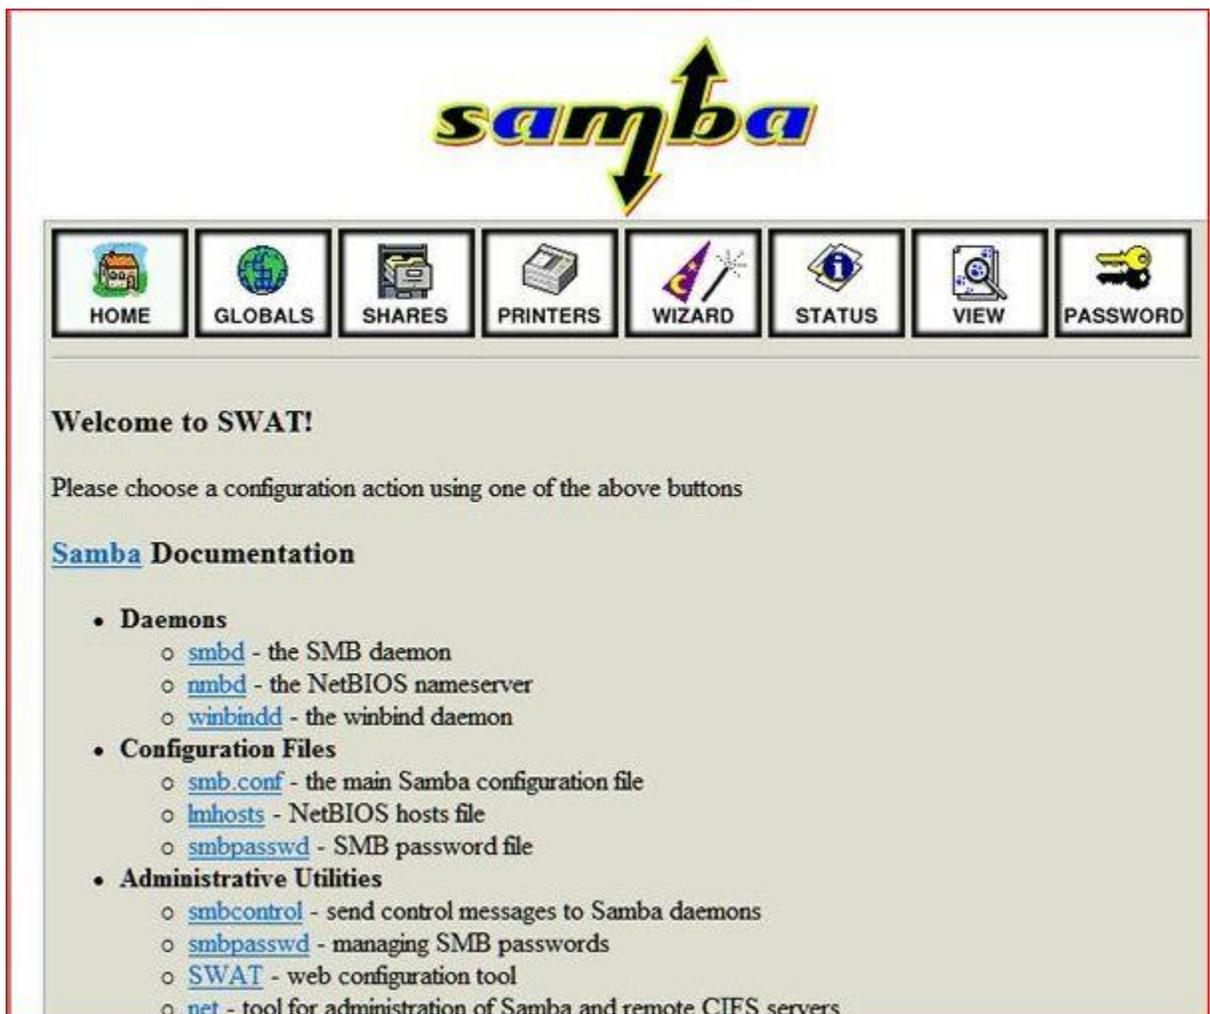 samba
HOME GLOBALS SHARES PRINTERS WIZARD STATUS VIEW PASSWORD
Welcome to SWAT!
Please choose a configuration action using one of the above buttons
Samba Documentation
• Daemons
o smbd - the SMB daemon
o nmbd - the NetBIOS nameserver
o winbindd - the winbind daemon
• Configuration Files
o smb.conf - the main Samba configuration file
o lmhosts - NetBIOS hosts file
o smbpasswd - SMB password file
• Administrative Utilities
o smbcontrol - send control messages to Samba daemons
o smbpasswd - managing SMB passwords
o SWAT - web configuration tool
o net - tool for administration of Samba and remote CIFS servers